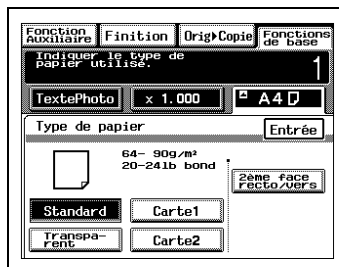 Fonction Auxiliaire
Finition
Orig▸Copie
Fonctions de base
Indiquer le type de
papier utilisé.
1
TextePhoto
x 1.000
A4
Type de papier
Entrée
64- 90g/m²
20-24lb bond
2ème face
recto/vers
Standard
Carte1
Transpa-
rent
Carte2